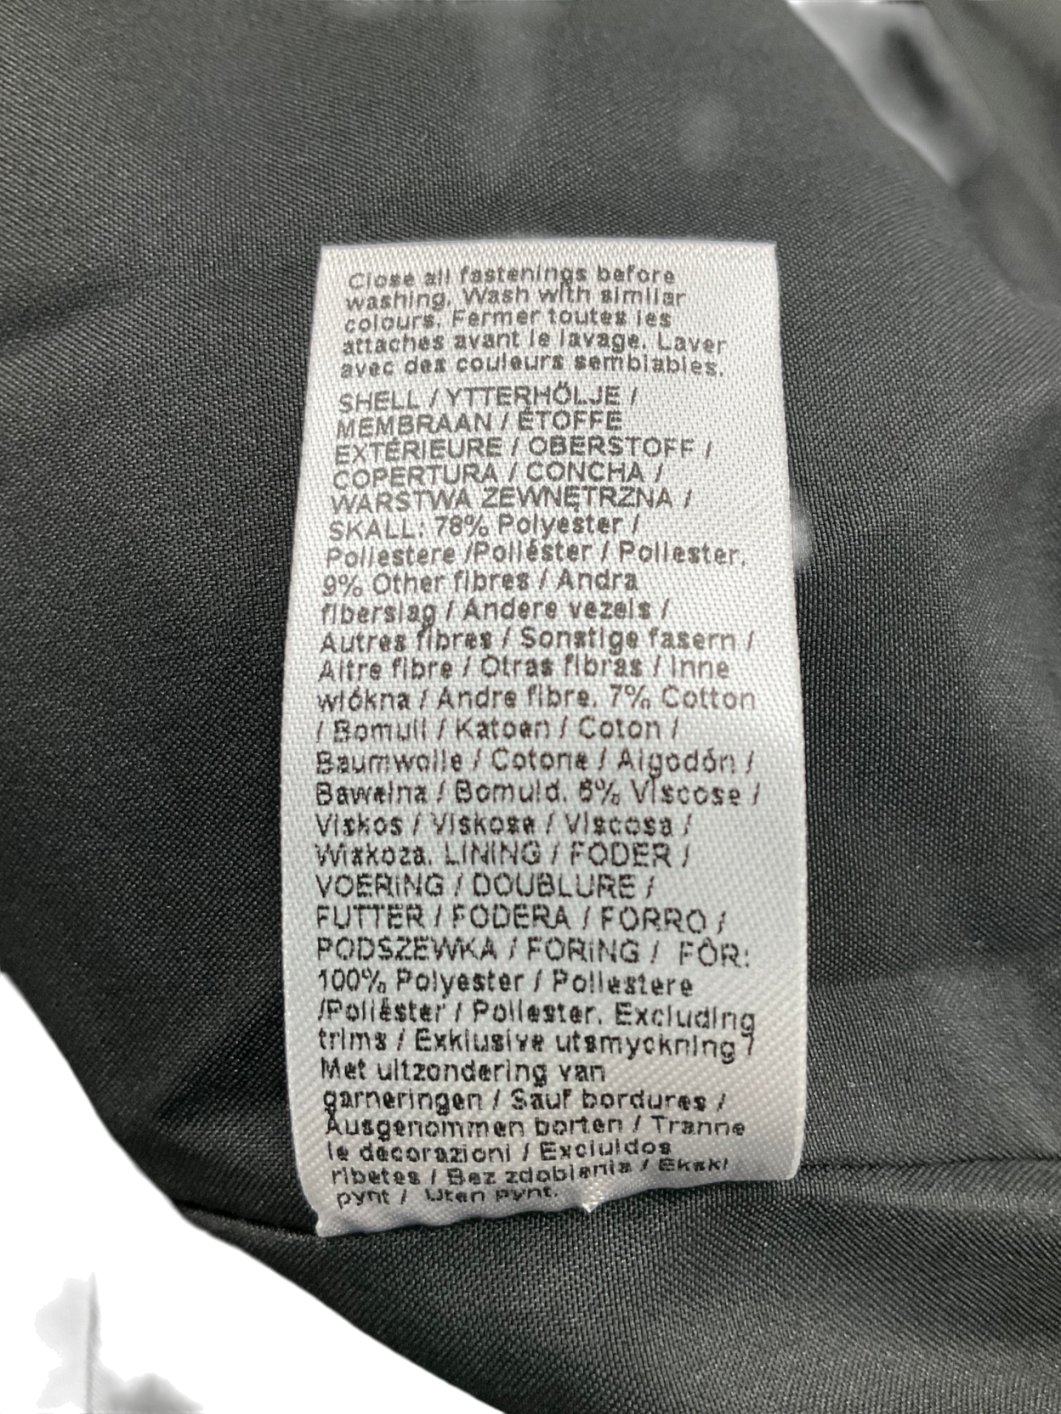 Close all fastenings before
washing. Wash with similar
colours. Fermer toutes les
attaches avant le lavage. Laver
avec des couleurs semblables.
SHELL / YTTERHÖLJE /
MEMBRAAN / ÉTOFFE
EXTÉRIEURE / OBERSTOFF /
COPERTURA / CONCHA /
WARSTWA ZEWNĘTRZNA /
SKALL: 78% Polyester /
Poliestere /Poliéster / Poliester.
9% Other fibres / Andra
fiberslag / Andere vezels /
Autres fibres / Sonstige fasern /
Altre fibre / Otras fibras / Inne
włókna / Andre fibre. 7% Cotton
/ Bomull / Katoen / Coton /
Baumwolle / Cotone / Algodón /
Bawełna / Bomuld. 6% Viscose /
Viskos / Viskose / Viscosa /
Wiskoza. LINING / FODER /
VOERING / DOUBLURE /
FUTTER / FODERA / FORRO /
PODSZEWKA / FORING / FÔR:
100% Polyester / Poliestere
/Poliéster / Poliester. Excluding
trims / Exklusive utsmyckning /
Met uitzondering van
garneringen / Sauf bordures /
Ausgenommen borten / Tranne
le decorazioni / Excluidos
ribetes / Bez zdobienia / Ekskl
pynt / Uten pynt.